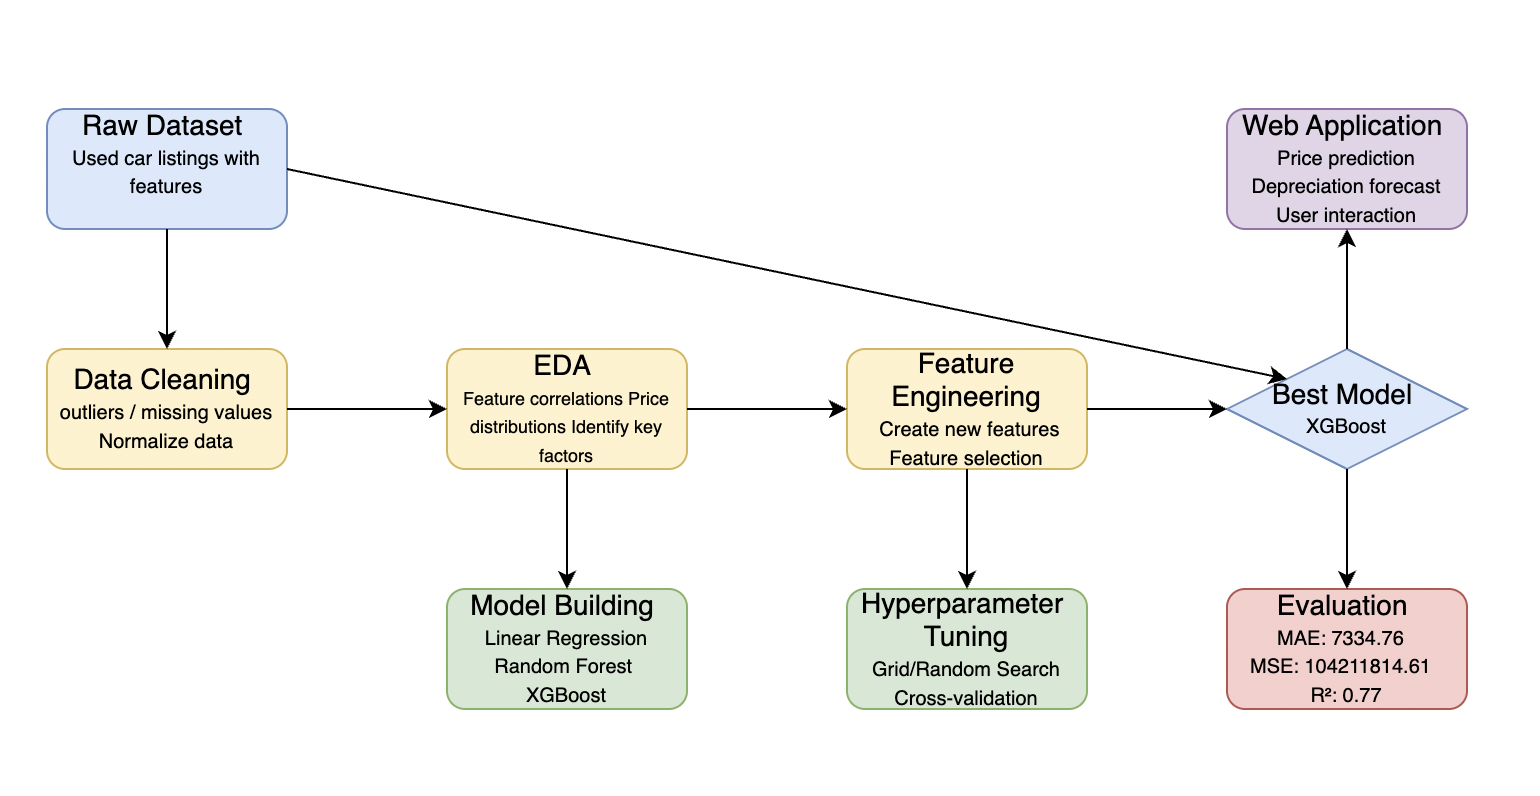 Raw Dataset
Used car listings with
features
Web Application
Price prediction
Depreciation forecast
User interaction
Data Cleaning
outliers / missing values
Normalize data
EDA
Feature correlations Price
distributions Identify key
factors
Feature
Engineering
Create new features
Feature selection
Best Model
XGBoost
Model Building
Linear Regression
Random Forest
XGBoost
Hyperparameter
Tuning
Grid/Random Search
Cross-validation
Evaluation
MAE: 7334.76
MSE: 104211814.61
R²: 0.77